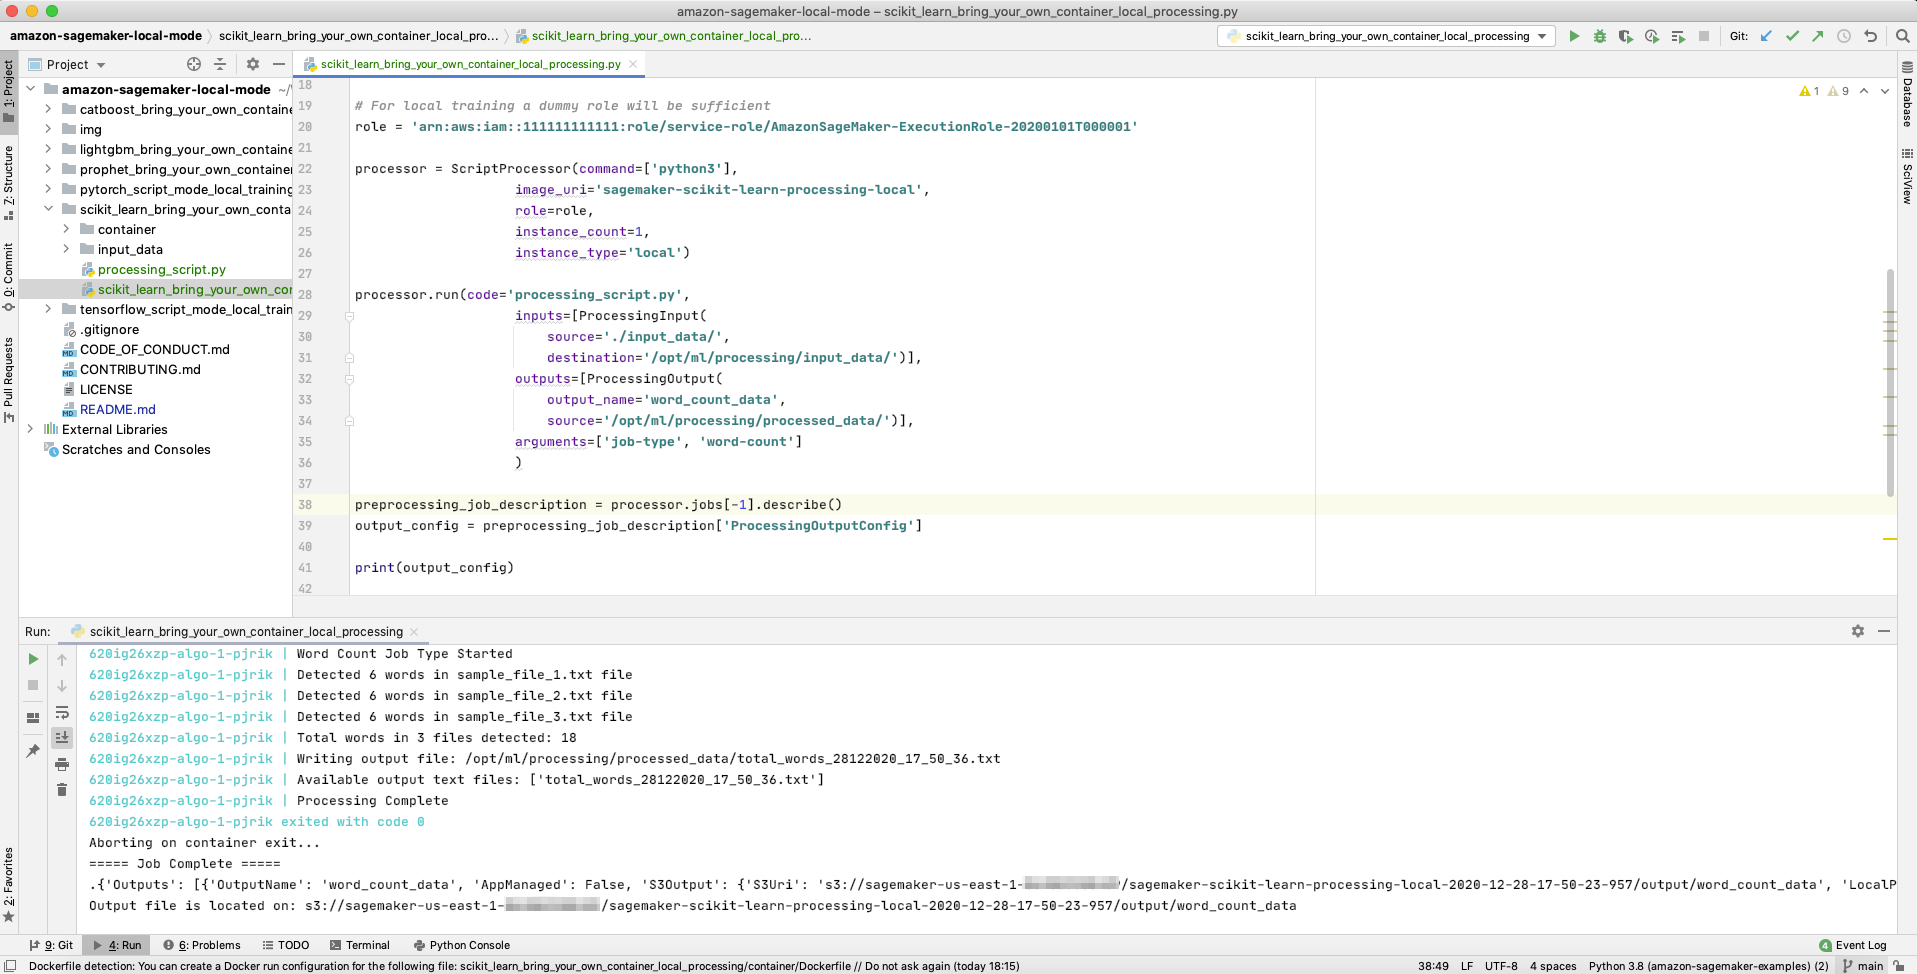 amazon-sagemaker-local-mode – scikit_learn_bring_your_own_container_local_processing.py
amazon-sagemaker-local-mode scikit_learn_bring_your_own_container_local_pro... scikit_learn_bring_your_own_container_local_pro...
scikit_learn_bring_your_own_container_local_processing Git:
1: Project
Z: Structure
0: Commit
Pull Requests
2: Favorites
Database
SciView
Project
amazon-sagemaker-local-mode ~/
catboost_bring_your_own_containe
img
lightgbm_bring_your_own_containe
prophet_bring_your_own_container
pytorch_script_mode_local_training
scikit_learn_bring_your_own_conta
container
input_data
processing_script.py
scikit_learn_bring_your_own_cor
tensorflow_script_mode_local_train
.gitignore
CODE_OF_CONDUCT.md
CONTRIBUTING.md
LICENSE
README.md
External Libraries
Scratches and Consoles
scikit_learn_bring_your_own_container_local_processing.py
1 9
18
19 # For local training a dummy role will be sufficient
20 role = 'arn:aws:iam::111111111111:role/service-role/AmazonSageMaker-ExecutionRole-20200101T000001'
21
22 processor = ScriptProcessor(command=['python3'],
23 image_uri='sagemaker-scikit-learn-processing-local',
24 role=role,
25 instance_count=1,
26 instance_type='local')
27
28 processor.run(code='processing_script.py',
29 inputs=[ProcessingInput(
30 source='./input_data/',
31 destination='/opt/ml/processing/input_data/')],
32 outputs=[ProcessingOutput(
33 output_name='word_count_data',
34 source='/opt/ml/processing/processed_data/')],
35 arguments=['job-type', 'word-count']
36 )
37
38 preprocessing_job_description = processor.jobs[-1].describe()
39 output_config = preprocessing_job_description['ProcessingOutputConfig']
40
41 print(output_config)
42
Run: scikit_learn_bring_your_own_container_local_processing
620ig26xzp-algo-1-pjrik | Word Count Job Type Started
620ig26xzp-algo-1-pjrik | Detected 6 words in sample_file_1.txt file
620ig26xzp-algo-1-pjrik | Detected 6 words in sample_file_2.txt file
620ig26xzp-algo-1-pjrik | Detected 6 words in sample_file_3.txt file
620ig26xzp-algo-1-pjrik | Total words in 3 files detected: 18
620ig26xzp-algo-1-pjrik | Writing output file: /opt/ml/processing/processed_data/total_words_28122020_17_50_36.txt
620ig26xzp-algo-1-pjrik | Available output text files: ['total_words_28122020_17_50_36.txt']
620ig26xzp-algo-1-pjrik | Processing Complete
620ig26xzp-algo-1-pjrik exited with code 0
Aborting on container exit...
===== Job Complete =====
.{'Outputs': [{'OutputName': 'word_count_data', 'AppManaged': False, 'S3Output': {'S3Uri': 's3://sagemaker-us-east-1- /sagemaker-scikit-learn-processing-local-2020-12-28-17-50-23-957/output/word_count_data', 'LocalP
Output file is located on: s3://sagemaker-us-east-1- /sagemaker-scikit-learn-processing-local-2020-12-28-17-50-23-957/output/word_count_data
9: Git 4: Run 6: Problems TODO Terminal Python Console 4 Event Log
Dockerfile detection: You can create a Docker run configuration for the following file: scikit_learn_bring_your_own_container_local_processing/container/Dockerfile // Do not ask again (today 18:15) 38:49 LF UTF-8 4 spaces Python 3.8 (amazon-sagemaker-examples) (2) main